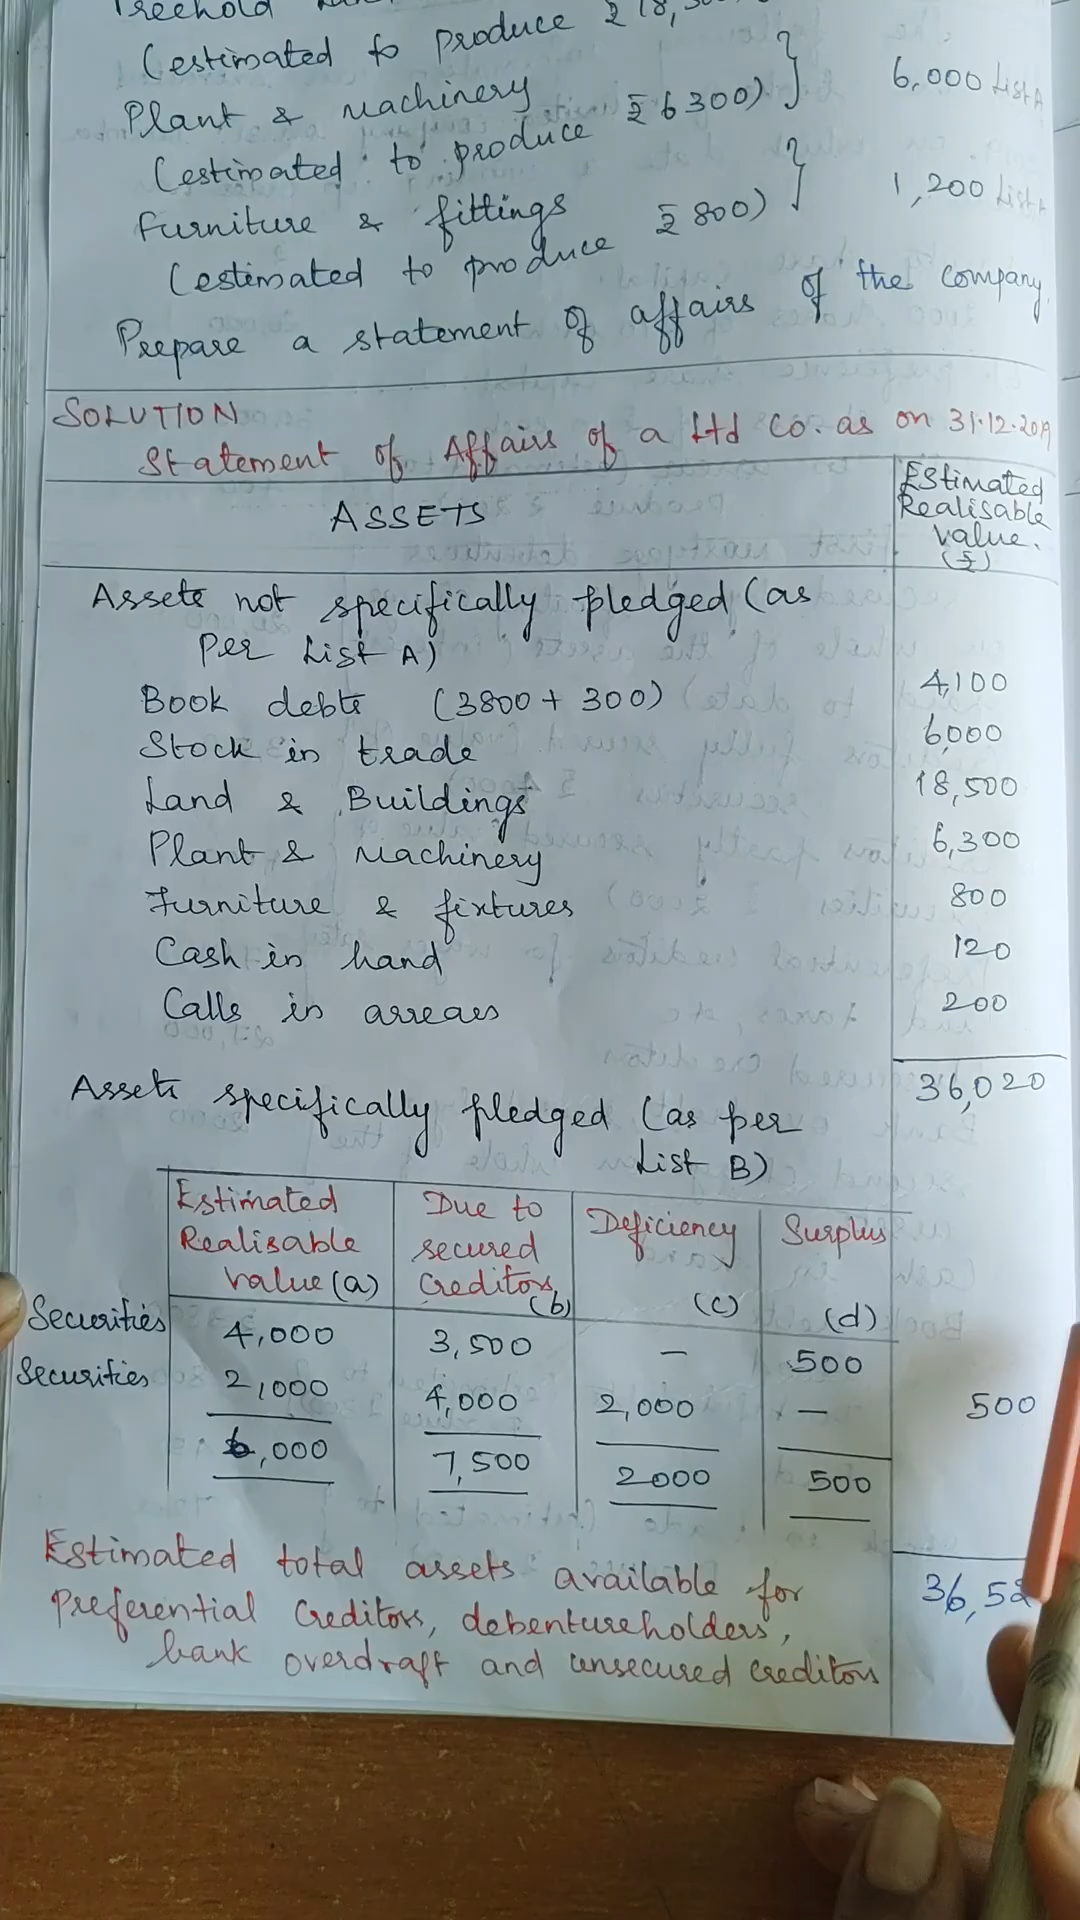 Freehold
(estimated to produce ₹ 18,
Plant & Machinery } 6,000 List A
(estimated to produce ₹ 6300)
Furniture & fittings } 1,200 List A
(estimated to produce ₹ 800)
Prepare a statement of affairs of the company.
SOLUTION
Statement of Affairs of a Ltd Co. as on 31.12.2019
ASSETS Estimated Realisable value. (₹)
Assets not specifically pledged (as
Per List A)
Book debts (3800 + 300) 4,100
Stock in trade 6,000
Land & Buildings 18,500
Plant & Machinery 6,300
Furniture & fixtures 800
Cash in hand 120
Calls in arrears 200
36,020
Assets specifically pledged (as per
List B)
Estimated Realisable value (a) Due to secured creditors (b) Deficiency (c) Surplus (d)
Securities 4,000 3,500 — 500
Securities 2,000 4,000 2,000 — 500
6,000 7,500 2000 500
Estimated total assets available for 36,52
Preferential Creditors, debentureholders,
bank overdraft and unsecured creditors